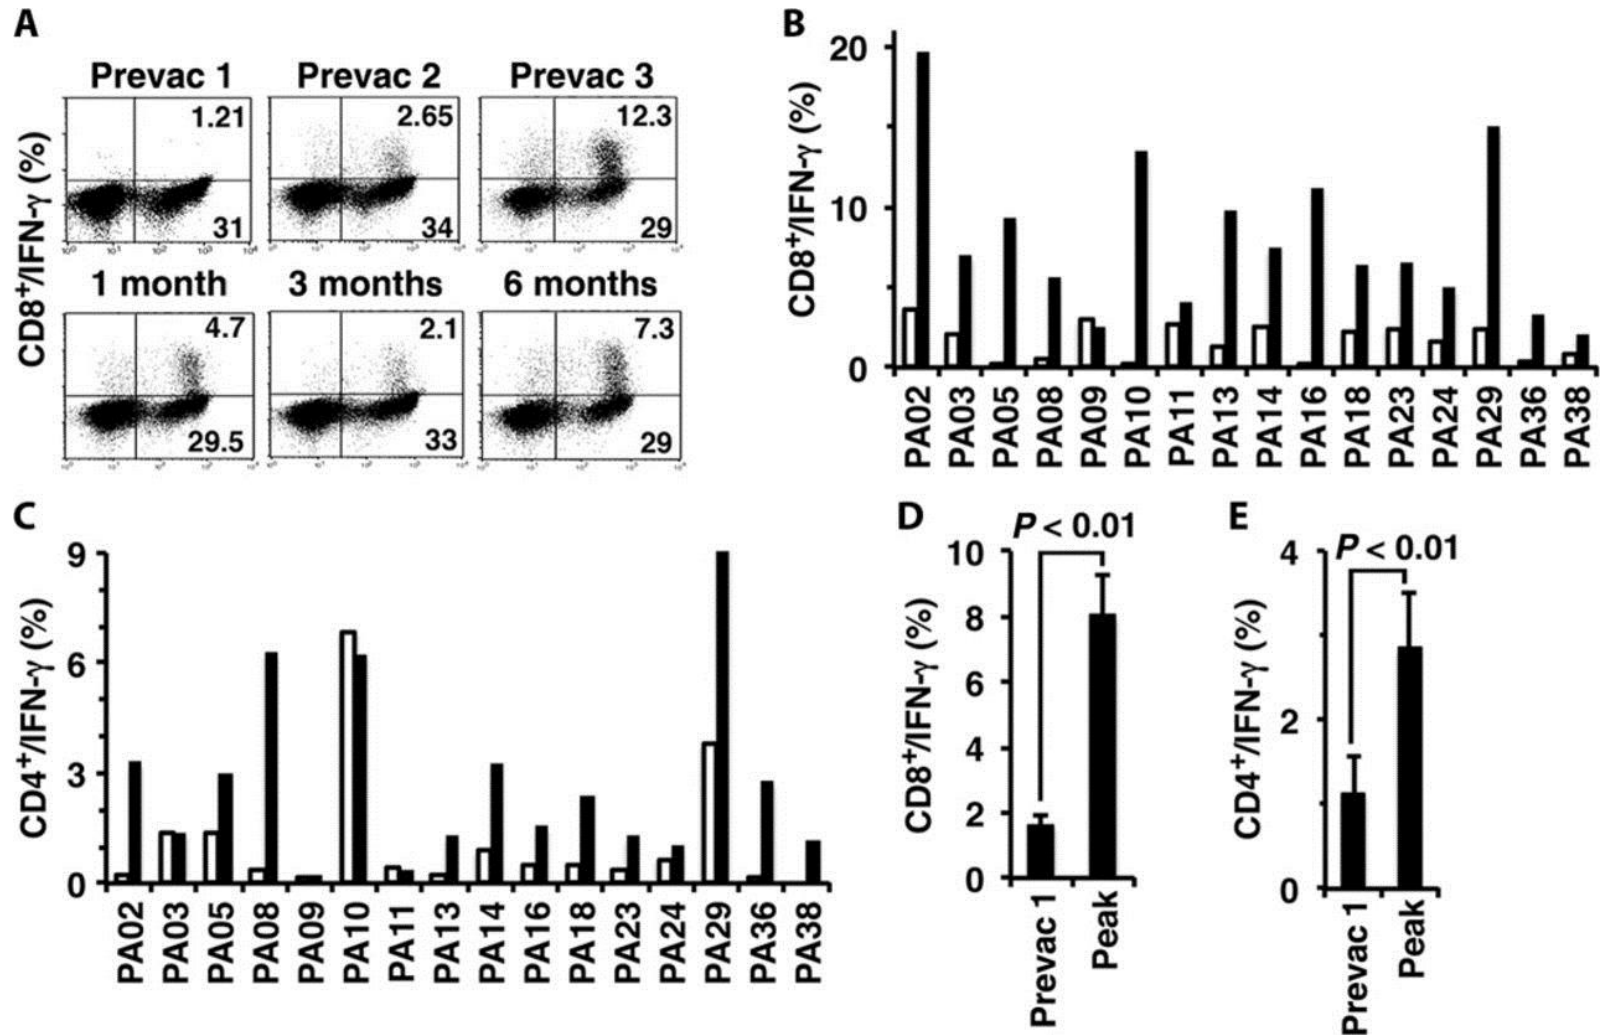 A
Prevac 1 Prevac 2 Prevac 3
CD8+/IFN-γ (%)
1.21 2.65 12.3
31 34 29
1 month 3 months 6 months
4.7 2.1 7.3
29.5 33 29
B
CD8+/IFN-γ (%)
20
10
0
PA02 PA03 PA05 PA08 PA09 PA10 PA11 PA13 PA14 PA16 PA18 PA23 PA24 PA29 PA36 PA38
C
CD4+/IFN-γ (%)
9
6
3
0
PA02 PA03 PA05 PA08 PA09 PA10 PA11 PA13 PA14 PA16 PA18 PA23 PA24 PA29 PA36 PA38
D
P < 0.01
CD8+/IFN-γ (%)
10
8
6
4
2
0
Prevac 1 Peak
E
P < 0.01
CD4+/IFN-γ (%)
4
2
0
Prevac 1 Peak